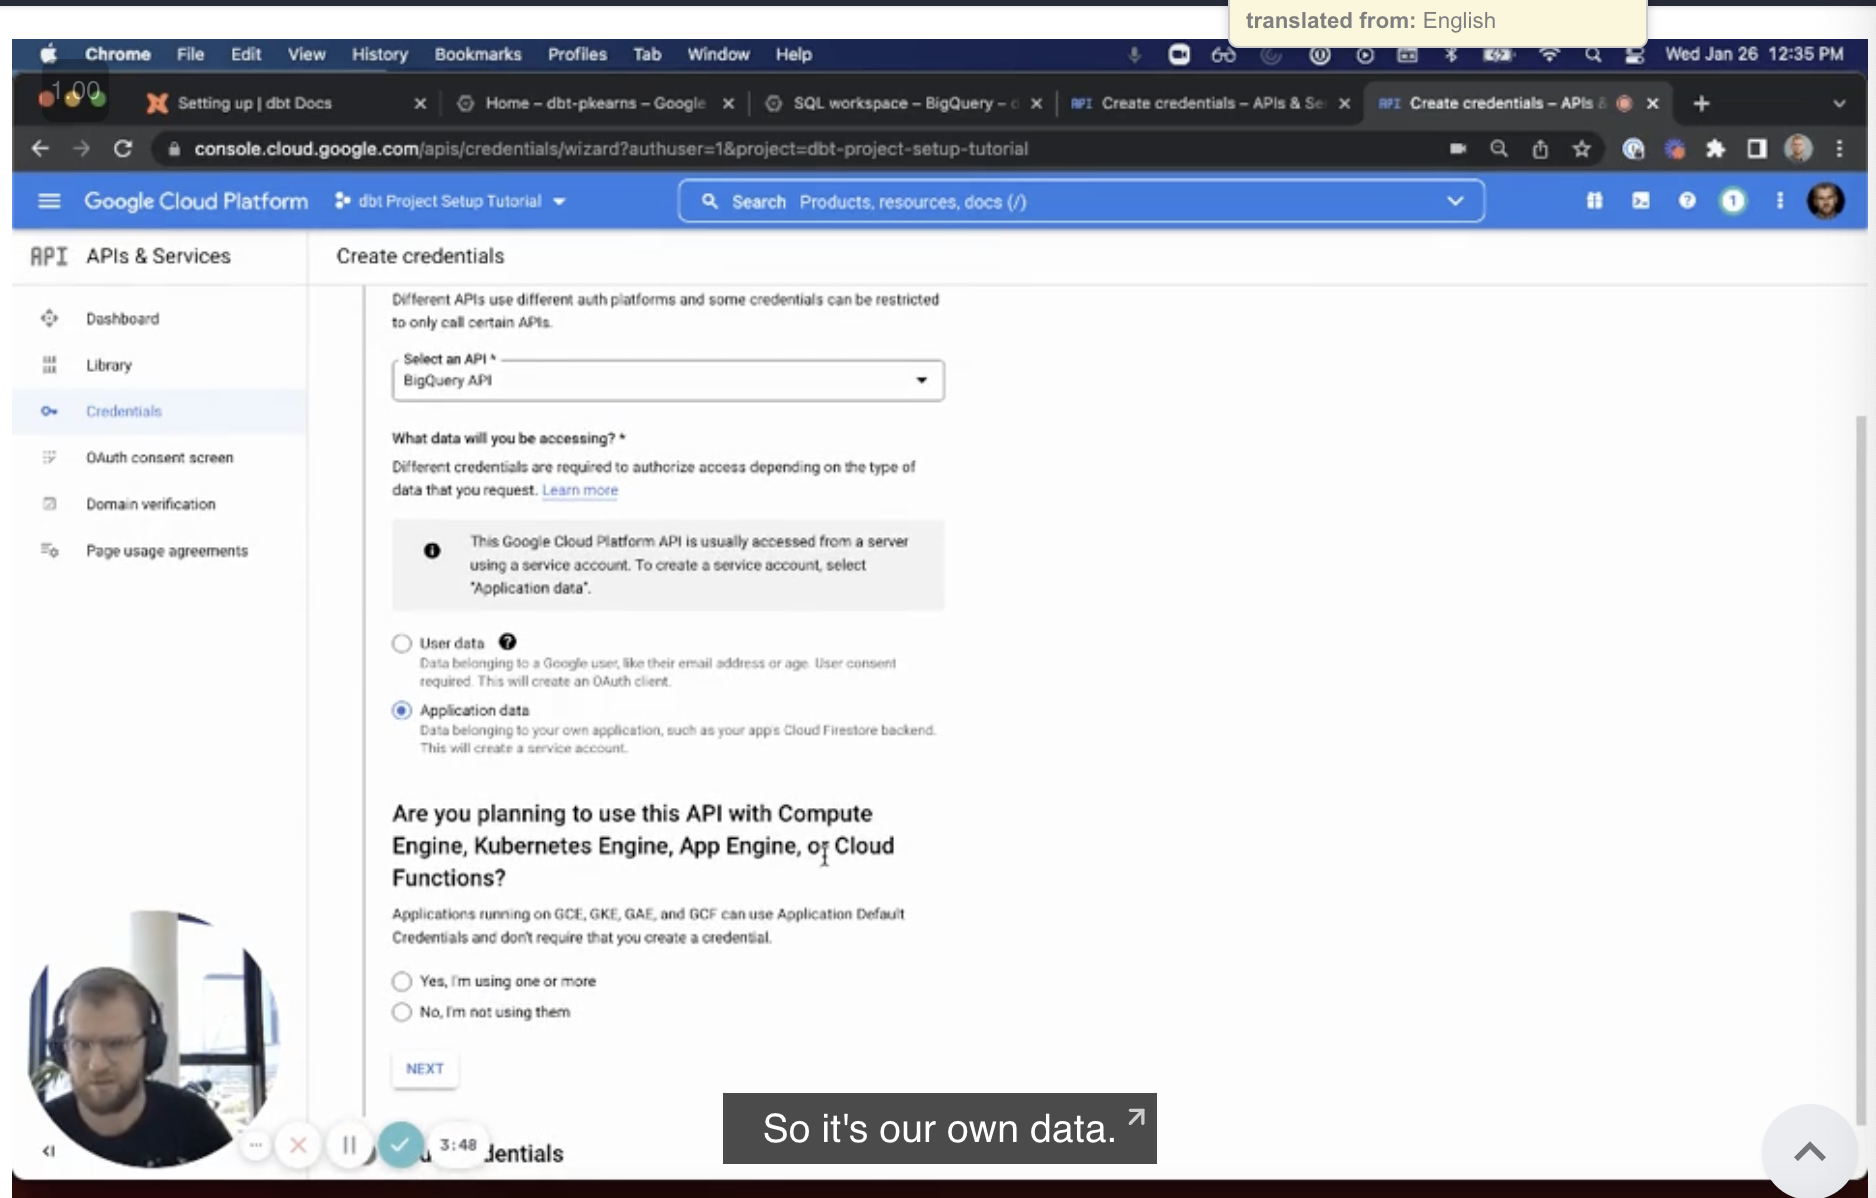 translated from: English
Chrome File Edit View History Bookmarks Profiles Tab Window Help Wed Jan 26 12:35 PM
1.00
Setting up | dbt Docs Home – dbt-pkearns – Google SQL workspace – BigQuery – Create credentials – APIs & Se Create credentials – APIs
console.cloud.google.com/apis/credentials/wizard?authuser=1&project=dbt-project-setup-tutorial
Google Cloud Platform dbt Project Setup Tutorial Search Products, resources, docs (/) 1
API APIs & Services Create credentials
Dashboard
Library
Credentials
OAuth consent screen
Domain verification
Page usage agreements
Different APIs use different auth platforms and some credentials can be restricted
to only call certain APIs.
Select an API *
BigQuery API
What data will you be accessing? *
Different credentials are required to authorize access depending on the type of
data that you request. Learn more
This Google Cloud Platform API is usually accessed from a server
using a service account. To create a service account, select
"Application data".
User data
Data belonging to a Google user, like their email address or age. User consent
required. This will create an OAuth client.
Application data
Data belonging to your own application, such as your app's Cloud Firestore backend.
This will create a service account.
Are you planning to use this API with Compute
Engine, Kubernetes Engine, App Engine, or Cloud
Functions?
Applications running on GCE, GKE, GAE, and GCF can use Application Default
Credentials and don't require that you create a credential.
Yes, I'm using one or more
No, I'm not using them
NEXT
So it's our own data.
3:48
dentials